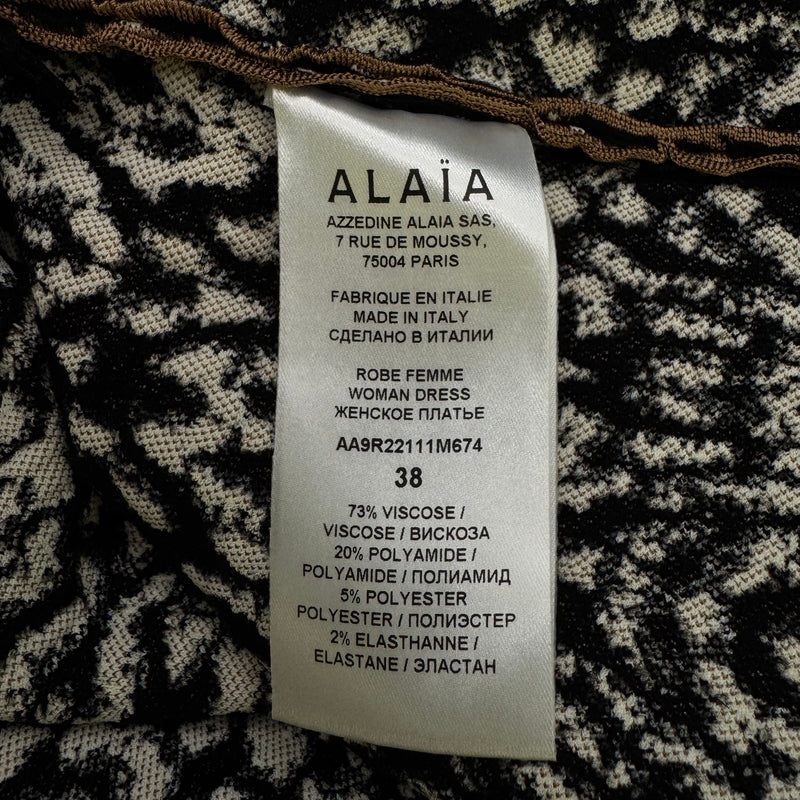 ALAÏA
AZZEDINE ALAIA SAS,
7 RUE DE MOUSSY,
75004 PARIS
FABRIQUE EN ITALIE
MADE IN ITALY
СДЕЛАНО В ИТАЛИИ
ROBE FEMME
WOMAN DRESS
ЖЕНСКОЕ ПЛАТЬЕ
AA9R22111M674
38
73% VISCOSE /
VISCOSE / ВИСКОЗА
20% POLYAMIDE /
POLYAMIDE / ПОЛИАМИД
5% POLYESTER
POLYESTER / ПОЛИЭСТЕР
2% ELASTHANNE /
ELASTANE / ЭЛАСТАН